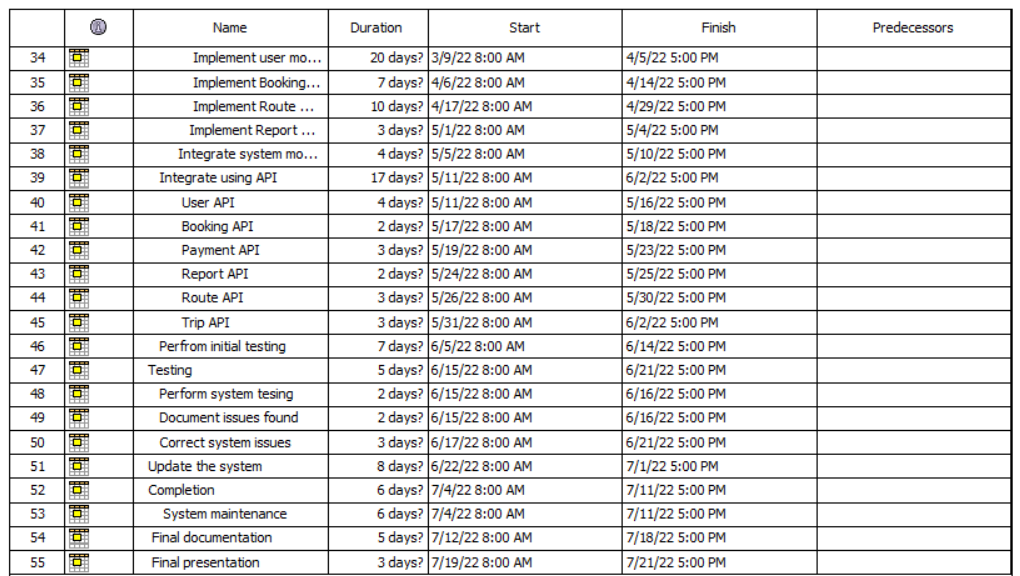 Name Duration Start Finish Predecessors
34 Implement user mo... 20 days? 3/9/22 8:00 AM 4/5/22 5:00 PM
35 Implement Booking... 7 days? 4/6/22 8:00 AM 4/14/22 5:00 PM
36 Implement Route ... 10 days? 4/17/22 8:00 AM 4/29/22 5:00 PM
37 Implement Report ... 3 days? 5/1/22 8:00 AM 5/4/22 5:00 PM
38 Integrate system mo... 4 days? 5/5/22 8:00 AM 5/10/22 5:00 PM
39 Integrate using API 17 days? 5/11/22 8:00 AM 6/2/22 5:00 PM
40 User API 4 days? 5/11/22 8:00 AM 5/16/22 5:00 PM
41 Booking API 2 days? 5/17/22 8:00 AM 5/18/22 5:00 PM
42 Payment API 3 days? 5/19/22 8:00 AM 5/23/22 5:00 PM
43 Report API 2 days? 5/24/22 8:00 AM 5/25/22 5:00 PM
44 Route API 3 days? 5/26/22 8:00 AM 5/30/22 5:00 PM
45 Trip API 3 days? 5/31/22 8:00 AM 6/2/22 5:00 PM
46 Perfrom initial testing 7 days? 6/5/22 8:00 AM 6/14/22 5:00 PM
47 Testing 5 days? 6/15/22 8:00 AM 6/21/22 5:00 PM
48 Perform system tesing 2 days? 6/15/22 8:00 AM 6/16/22 5:00 PM
49 Document issues found 2 days? 6/15/22 8:00 AM 6/16/22 5:00 PM
50 Correct system issues 3 days? 6/17/22 8:00 AM 6/21/22 5:00 PM
51 Update the system 8 days? 6/22/22 8:00 AM 7/1/22 5:00 PM
52 Completion 6 days? 7/4/22 8:00 AM 7/11/22 5:00 PM
53 System maintenance 6 days? 7/4/22 8:00 AM 7/11/22 5:00 PM
54 Final documentation 5 days? 7/12/22 8:00 AM 7/18/22 5:00 PM
55 Final presentation 3 days? 7/19/22 8:00 AM 7/21/22 5:00 PM